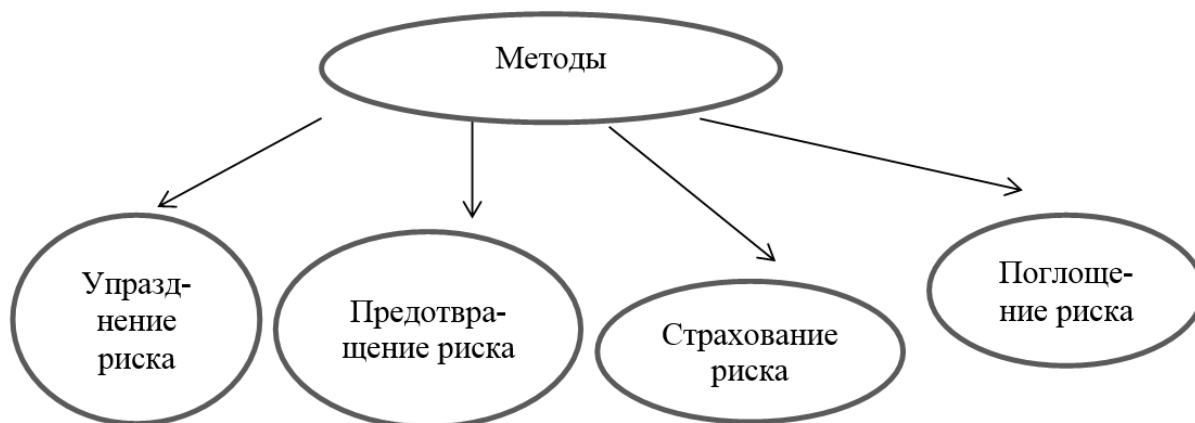 Методы
Упразд-
нение
риска
Предотвра-
щение риска
Страхование
риска
Поглоще-
ние риска